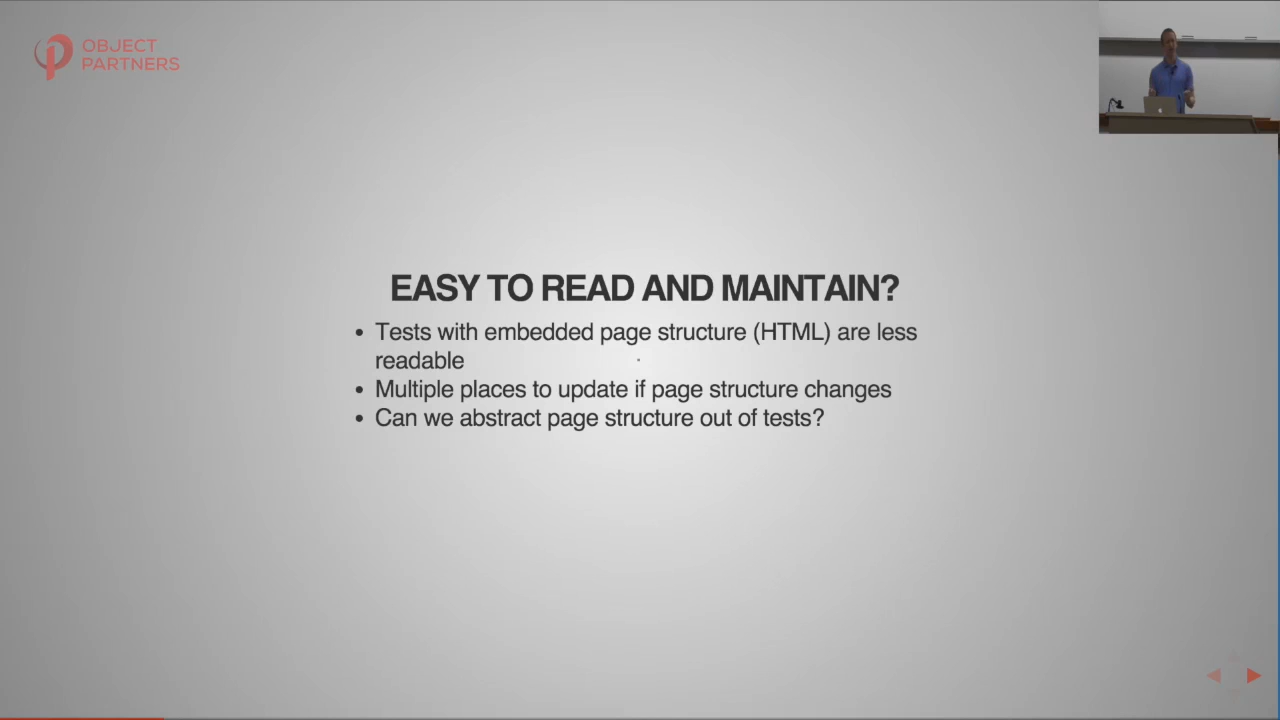 OBJECT
PARTNERS
EASY TO READ AND MAINTAIN?
• Tests with embedded page structure (HTML) are less
readable
• Multiple places to update if page structure changes
• Can we abstract page structure out of tests?